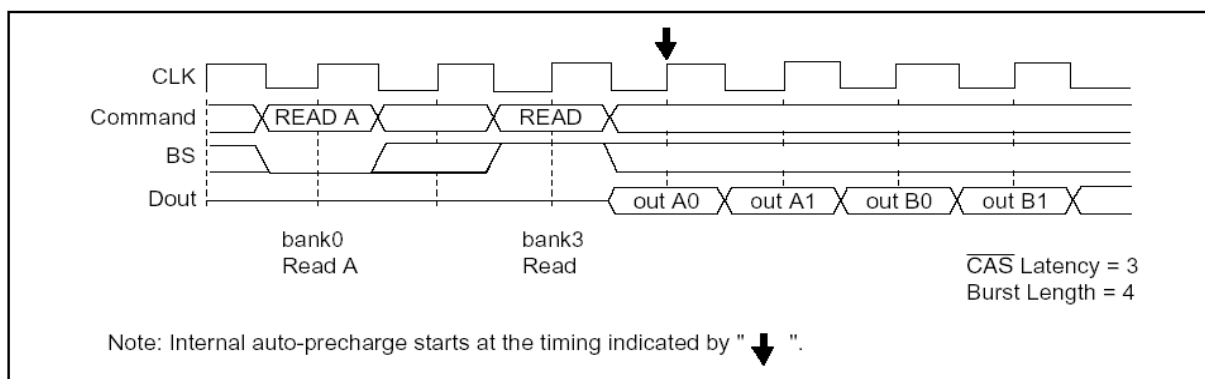 CLK
Command READ A READ
BS
Dout out A0 out A1 out B0 out B1
bank0 bank3
Read A Read
CAS Latency = 3
Burst Length = 4
Note: Internal auto-precharge starts at the timing indicated by " ".